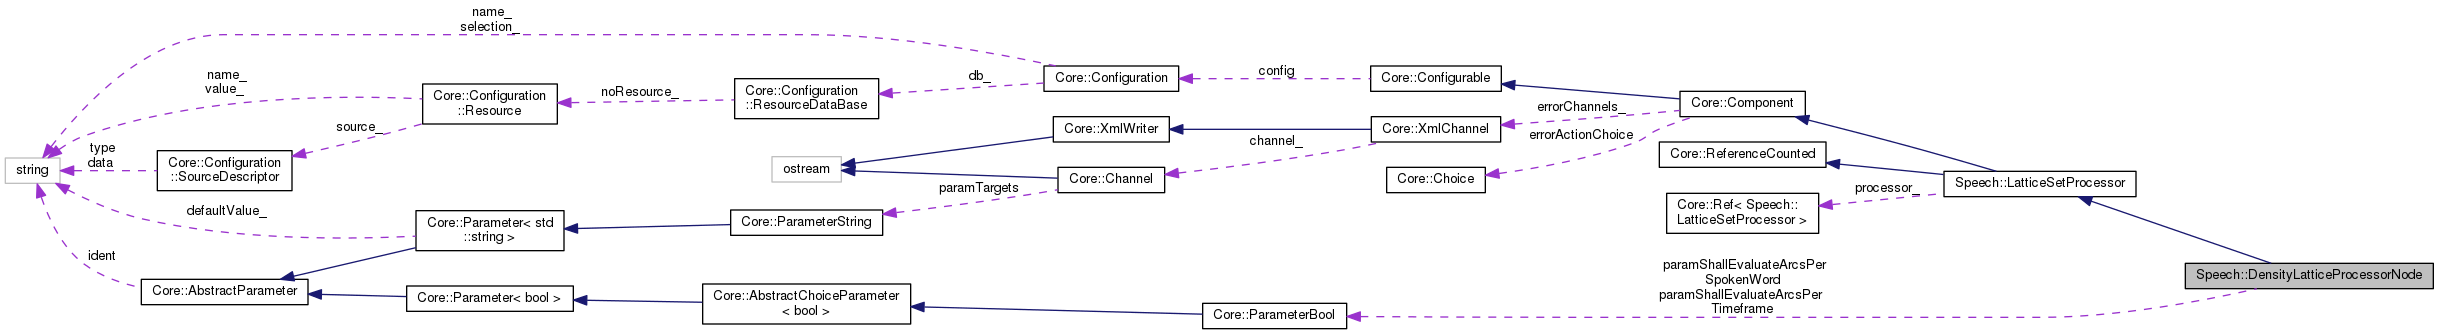 name_
selection_
name_
value_
Core::Configuration
::Resource
noResource_
Core::Configuration
::ResourceDataBase
db_
Core::Configuration
config
Core::Configurable
Core::Component
source_
type
data
string
Core::Configuration
::SourceDescriptor
ostream
Core::XmlWriter
channel_
Core::XmlChannel
errorChannels_
errorActionChoice
Core::ReferenceCounted
Core::Channel
Core::Choice
paramTargets
Speech::LatticeSetProcessor
processor_
Core::Ref< Speech::
LatticeSetProcessor >
defaultValue_
Core::Parameter< std
::string >
Core::ParameterString
ident
Core::AbstractParameter
Core::Parameter< bool >
Core::AbstractChoiceParameter
< bool >
Core::ParameterBool
paramShallEvaluateArcsPer
SpokenWord
paramShallEvaluateArcsPer
Timeframe
Speech::DensityLatticeProcessorNode